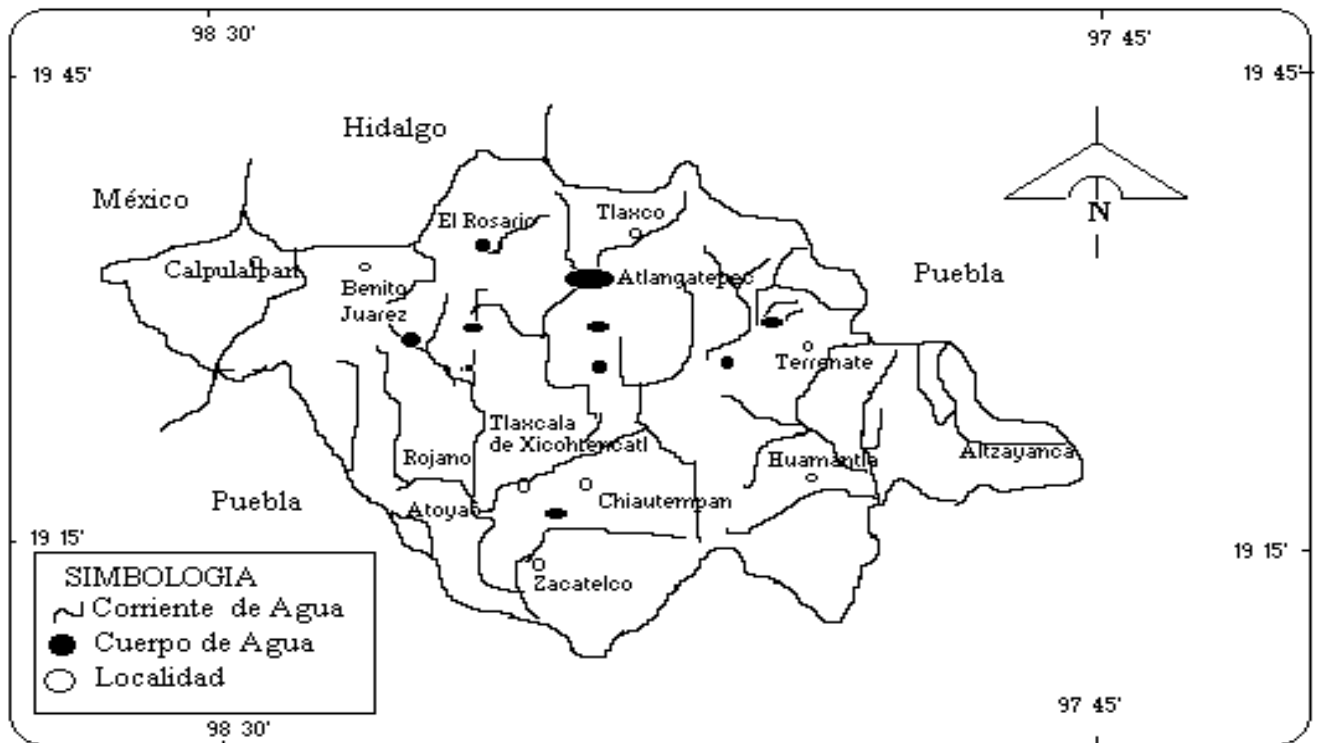 98 30'
97 45'
19 45'
19 45'
Hidalgo
México
N
El Rosario
Tlaxco
Calpulalpan
Benito
Juarez
Atlangatepec
Puebla
Terrenate
Tlaxcala
de Xicohtencatl
Rojano
Huamantla
Altzayanca
Puebla
Atoyac
Chiautempan
19 15'
19 15'
Zacatelco
SIMBOLOGIA
Corriente de Agua
Cuerpo de Agua
Localidad
98 30'
97 45'